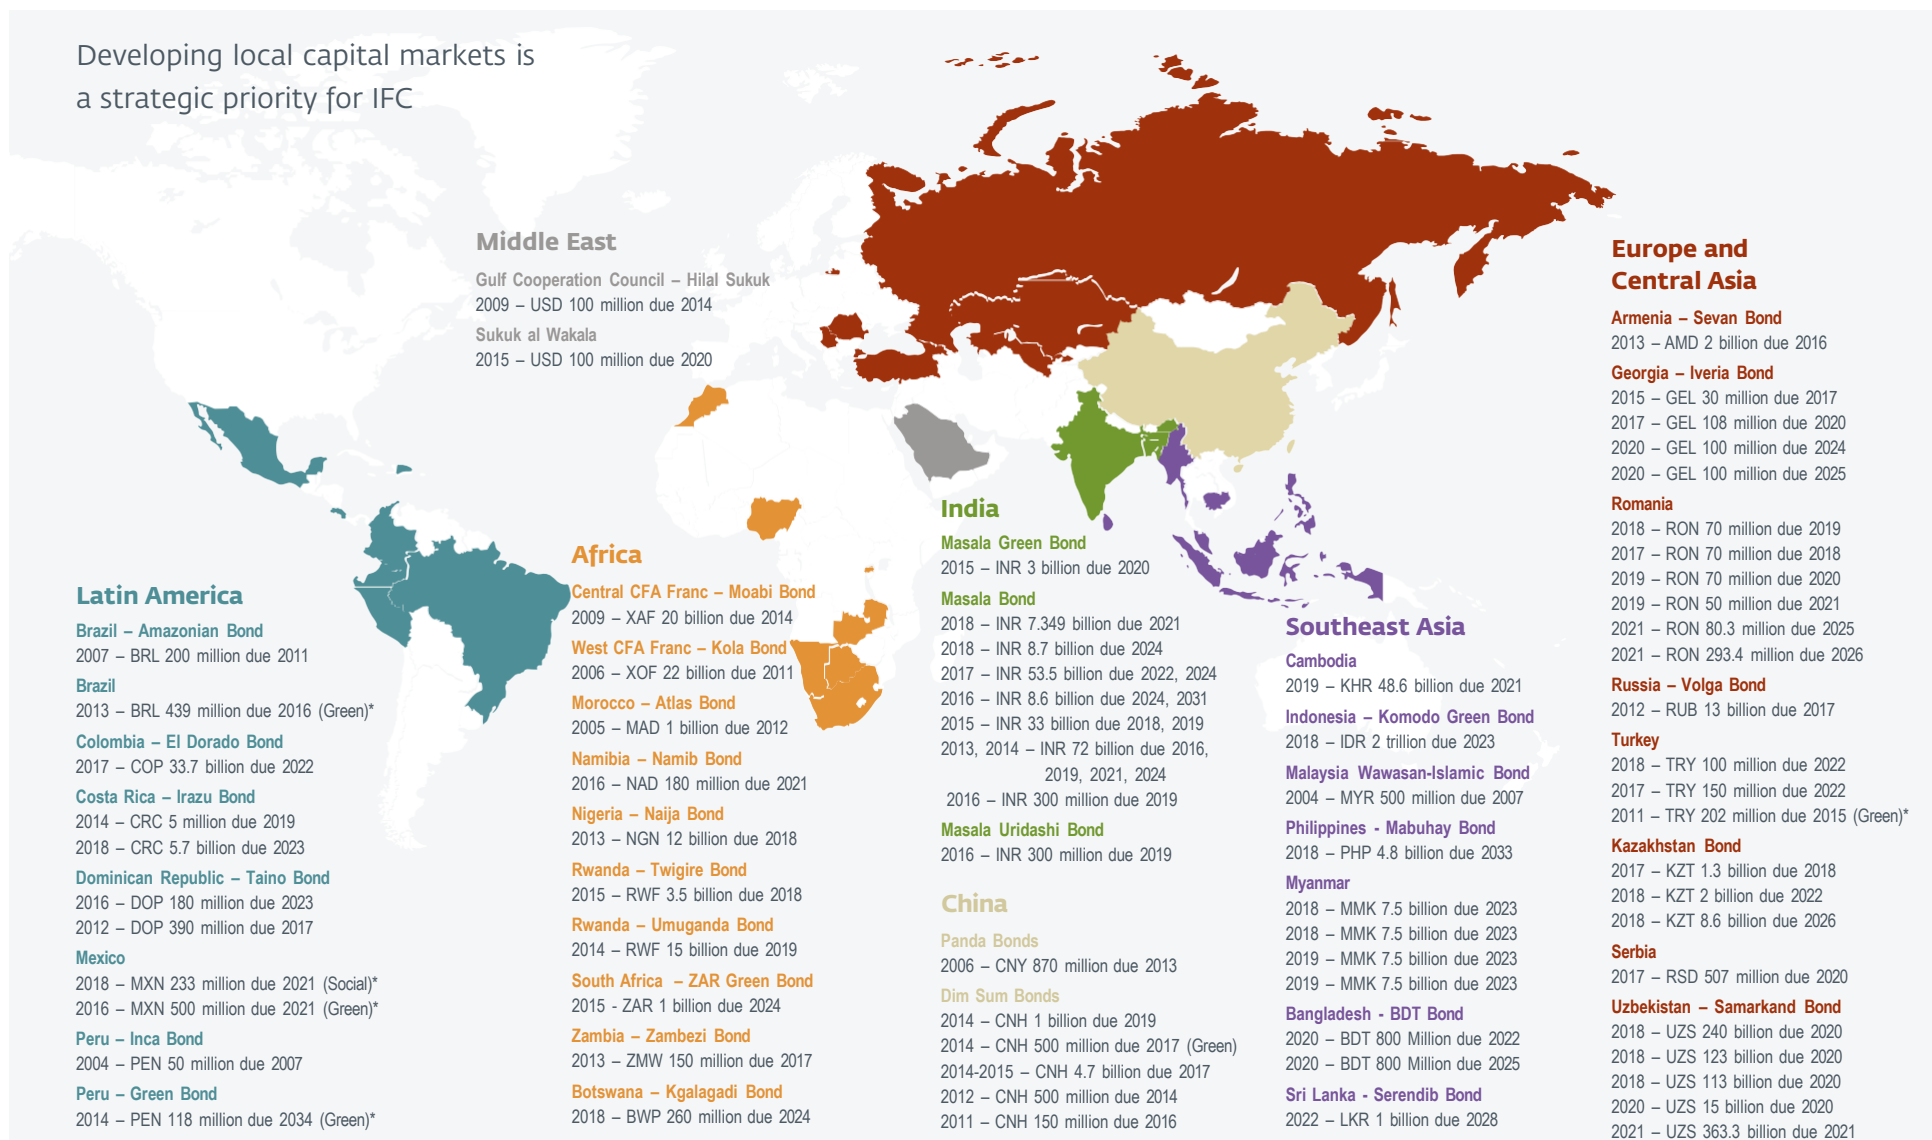 Developing local capital markets is
a strategic priority for IFC
Middle East
Gulf Cooperation Council – Hilal Sukuk
2009 – USD 100 million due 2014
Sukuk al Wakala
2015 – USD 100 million due 2020
Latin America
Brazil – Amazonian Bond
2007 – BRL 200 million due 2011
Brazil
2013 – BRL 439 million due 2016 (Green)*
Colombia – El Dorado Bond
2017 – COP 33.7 billion due 2022
Costa Rica – Irazu Bond
2014 – CRC 5 million due 2019
2018 – CRC 5.7 billion due 2023
Dominican Republic – Taino Bond
2016 – DOP 180 million due 2023
2012 – DOP 390 million due 2017
Mexico
2018 – MXN 233 million due 2021 (Social)*
2016 – MXN 500 million due 2021 (Green)*
Peru – Inca Bond
2004 – PEN 50 million due 2007
Peru – Green Bond
2014 – PEN 118 million due 2034 (Green)*
Africa
Central CFA Franc – Moabi Bond
2009 – XAF 20 billion due 2014
West CFA Franc – Kola Bond
2006 – XOF 22 billion due 2011
Morocco – Atlas Bond
2005 – MAD 1 billion due 2012
Namibia – Namib Bond
2016 – NAD 180 million due 2021
Nigeria – Naija Bond
2013 – NGN 12 billion due 2018
Rwanda – Twigire Bond
2015 – RWF 3.5 billion due 2018
Rwanda – Umuganda Bond
2014 – RWF 15 billion due 2019
South Africa – ZAR Green Bond
2015 - ZAR 1 billion due 2024
Zambia – Zambezi Bond
2013 – ZMW 150 million due 2017
Botswana – Kgalagadi Bond
2018 – BWP 260 million due 2024
India
Masala Green Bond
2015 – INR 3 billion due 2020
Masala Bond
2018 – INR 7.349 billion due 2021
2018 – INR 8.7 billion due 2024
2017 – INR 53.5 billion due 2022, 2024
2016 – INR 8.6 billion due 2024, 2031
2015 – INR 33 billion due 2018, 2019
2013, 2014 – INR 72 billion due 2016,
2019, 2021, 2024
2016 – INR 300 million due 2019
Masala Uridashi Bond
2016 – INR 300 million due 2019
China
Panda Bonds
2006 – CNY 870 million due 2013
Dim Sum Bonds
2014 – CNH 1 billion due 2019
2014 – CNH 500 million due 2017 (Green)
2014-2015 – CNH 4.7 billion due 2017
2012 – CNH 500 million due 2014
2011 – CNH 150 million due 2016
Southeast Asia
Cambodia
2019 – KHR 48.6 billion due 2021
Indonesia – Komodo Green Bond
2018 – IDR 2 trillion due 2023
Malaysia Wawasan-Islamic Bond
2004 – MYR 500 million due 2007
Philippines - Mabuhay Bond
2018 – PHP 4.8 billion due 2033
Myanmar
2018 – MMK 7.5 billion due 2023
2018 – MMK 7.5 billion due 2023
2019 – MMK 7.5 billion due 2023
2019 – MMK 7.5 billion due 2023
Bangladesh - BDT Bond
2020 – BDT 800 Million due 2022
2020 – BDT 800 Million due 2025
Sri Lanka - Serendib Bond
2022 – LKR 1 billion due 2028
Europe and
Central Asia
Armenia – Sevan Bond
2013 – AMD 2 billion due 2016
Georgia – Iveria Bond
2015 – GEL 30 million due 2017
2017 – GEL 108 million due 2020
2020 – GEL 100 million due 2024
2020 – GEL 100 million due 2025
Romania
2018 – RON 70 million due 2019
2017 – RON 70 million due 2018
2019 – RON 70 million due 2020
2019 – RON 50 million due 2021
2021 – RON 80.3 million due 2025
2021 – RON 293.4 million due 2026
Russia – Volga Bond
2012 – RUB 13 billion due 2017
Turkey
2018 – TRY 100 million due 2022
2017 – TRY 150 million due 2022
2011 – TRY 202 million due 2015 (Green)*
Kazakhstan Bond
2017 – KZT 1.3 billion due 2018
2018 – KZT 2 billion due 2022
2018 – KZT 8.6 billion due 2026
Serbia
2017 – RSD 507 million due 2020
Uzbekistan – Samarkand Bond
2018 – UZS 240 billion due 2020
2018 – UZS 123 billion due 2020
2018 – UZS 113 billion due 2020
2020 – UZS 15 billion due 2020
2021 – UZS 363.3 billion due 2021